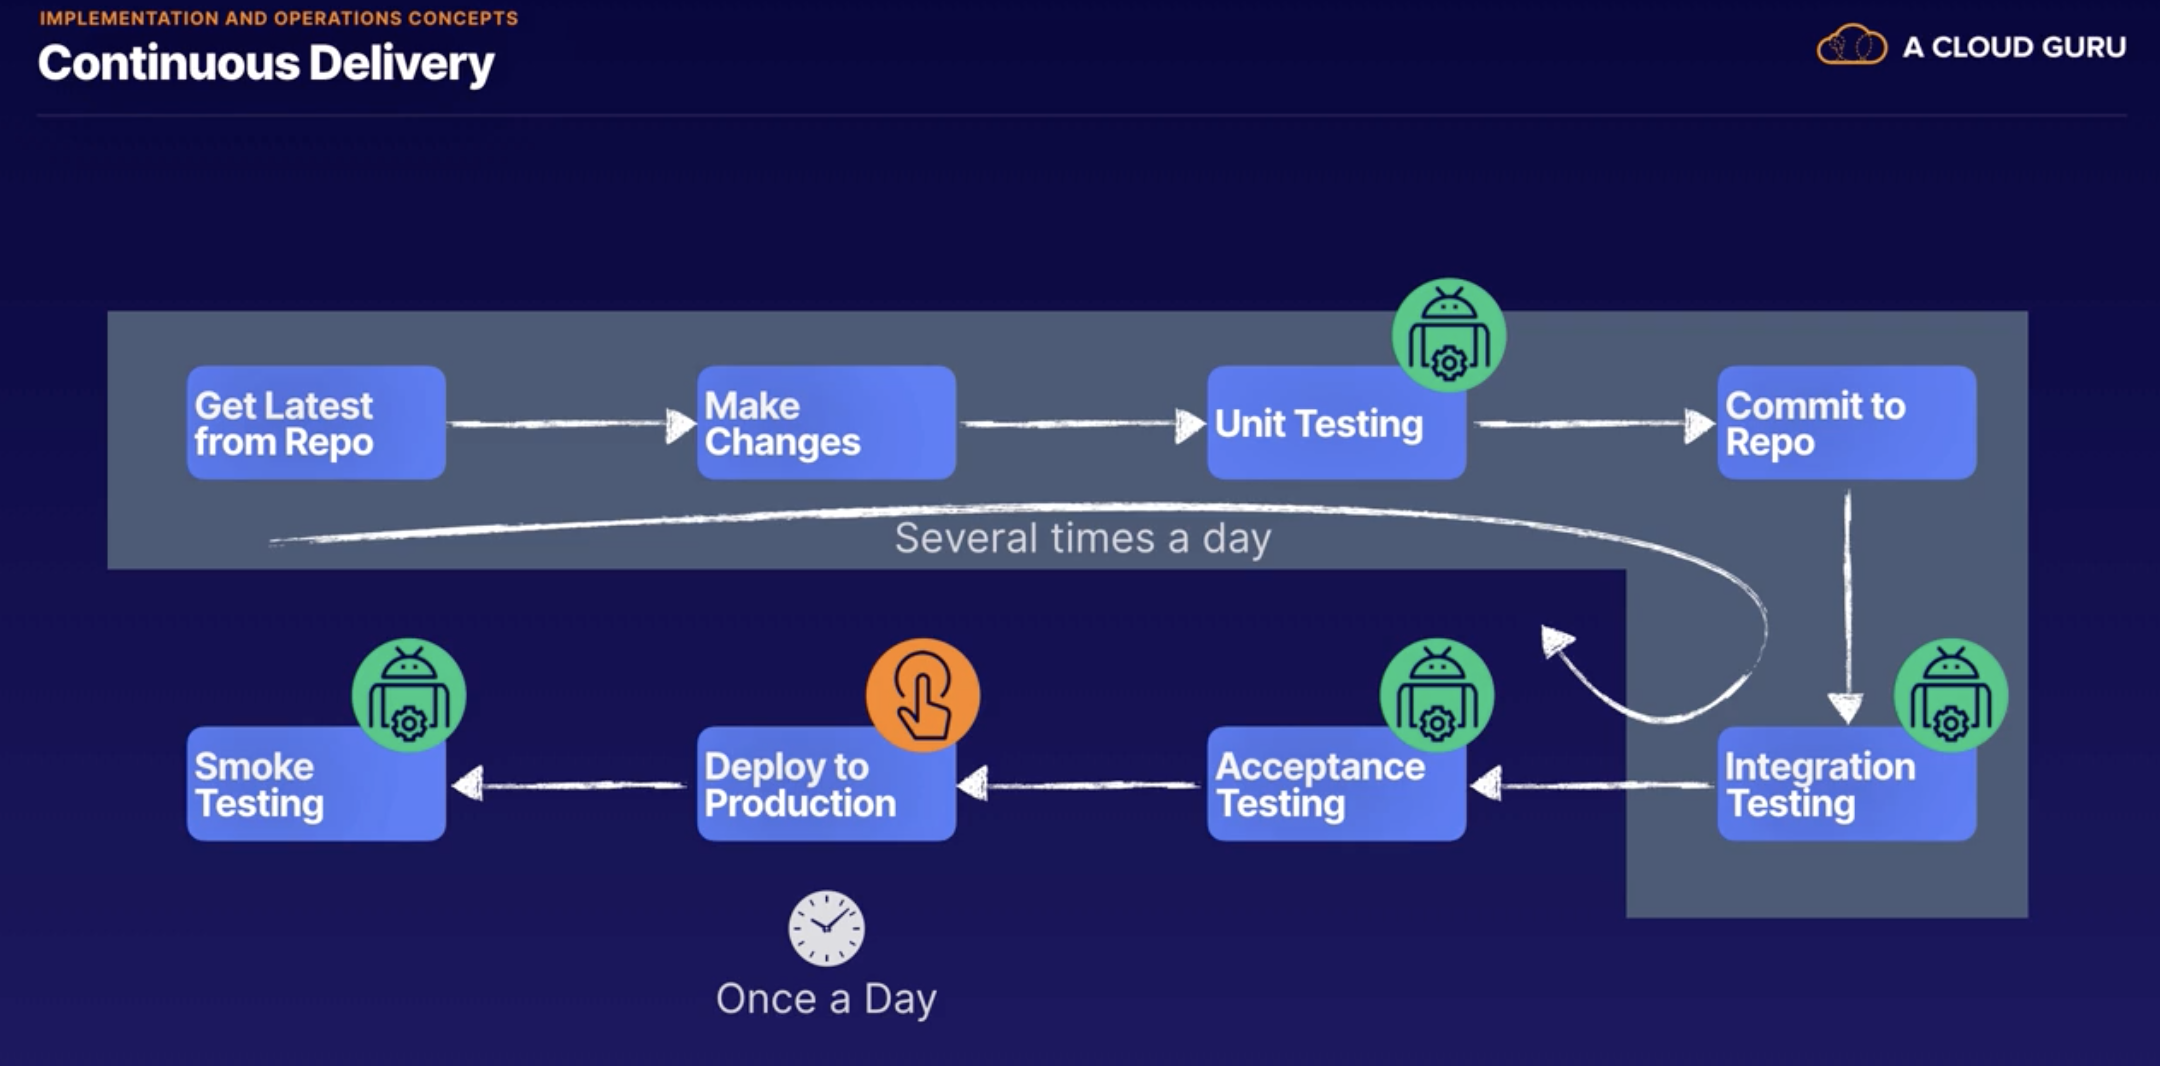 IMPLEMENTATION AND OPERATIONS CONCEPTS
Continuous Delivery
A CLOUD GURU
Get Latest
from Repo
Make
Changes
Unit Testing
Commit to
Repo
Several times a day
Smoke
Testing
Deploy to
Production
Acceptance
Testing
Integration
Testing
Once a Day